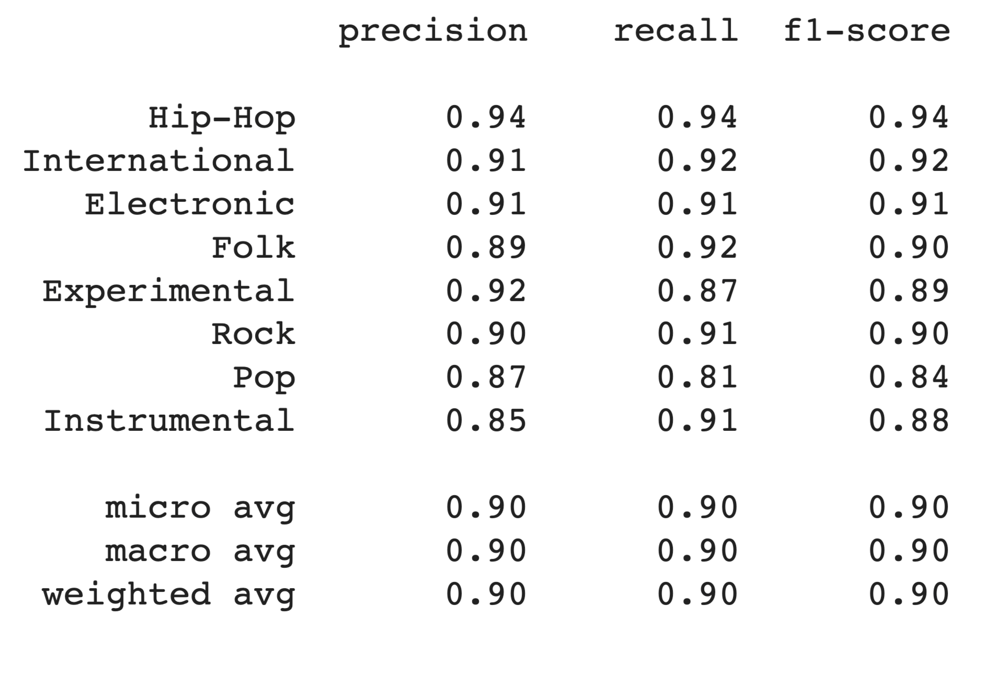 precision recall f1-score
Hip-Hop 0.94 0.94 0.94
International 0.91 0.92 0.92
Electronic 0.91 0.91 0.91
Folk 0.89 0.92 0.90
Experimental 0.92 0.87 0.89
Rock 0.90 0.91 0.90
Pop 0.87 0.81 0.84
Instrumental 0.85 0.91 0.88
micro avg 0.90 0.90 0.90
macro avg 0.90 0.90 0.90
weighted avg 0.90 0.90 0.90